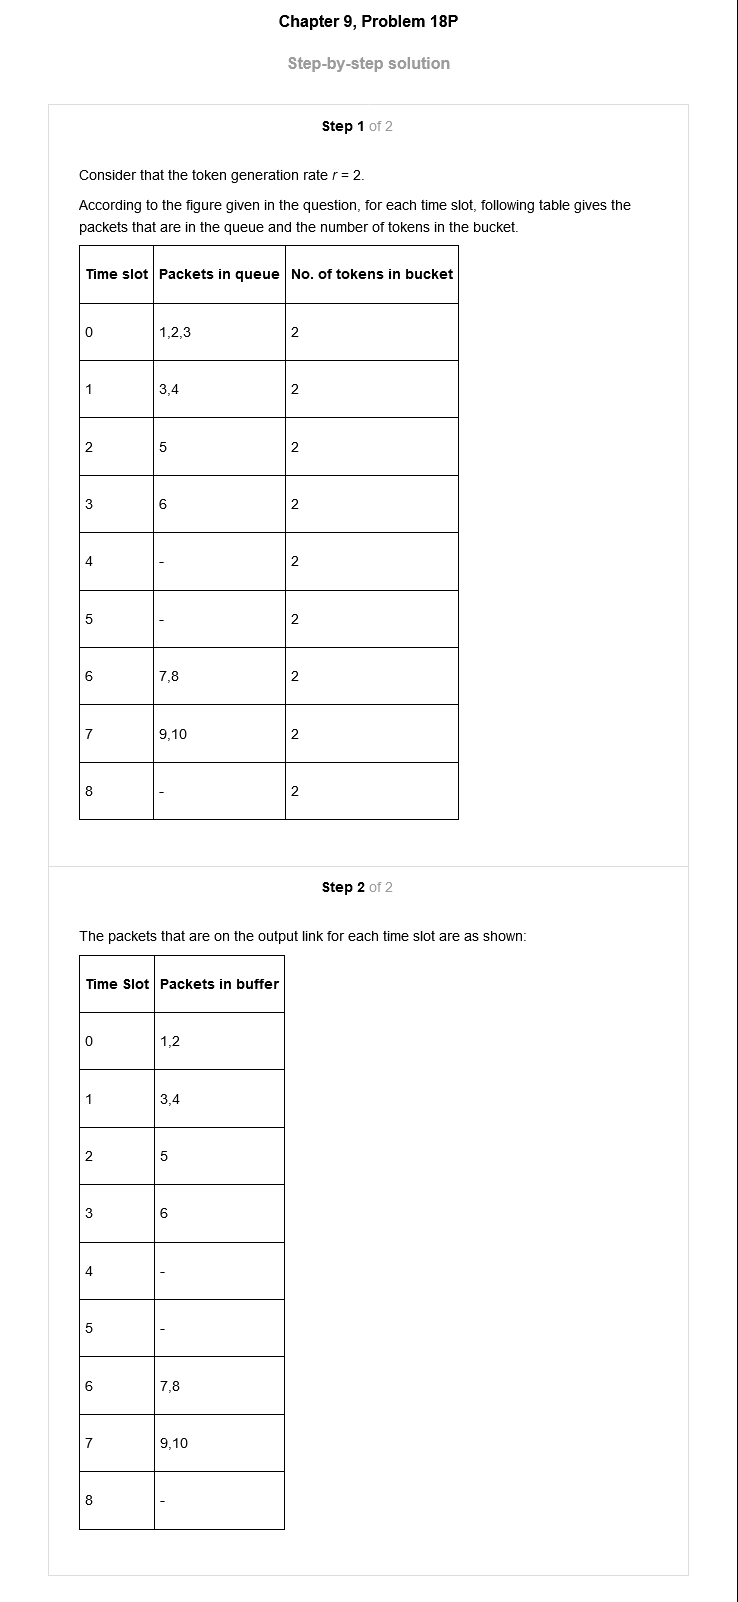 Chapter 9, Problem 18P
Step-by-step solution
Step 1 of 2
Consider that the token generation rate r = 2.
According to the figure given in the question, for each time slot, following table gives the
packets that are in the queue and the number of tokens in the bucket.
Time slot Packets in queue No. of tokens in bucket
0 1,2,3 2
1 3,4 2
2 5 2
3 6 2
4 - 2
5 - 2
6 7,8 2
7 9,10 2
8 - 2
Step 2 of 2
The packets that are on the output link for each time slot are as shown:
Time Slot Packets in buffer
0 1,2
1 3,4
2 5
3 6
4 -
5 -
6 7,8
7 9,10
8 -